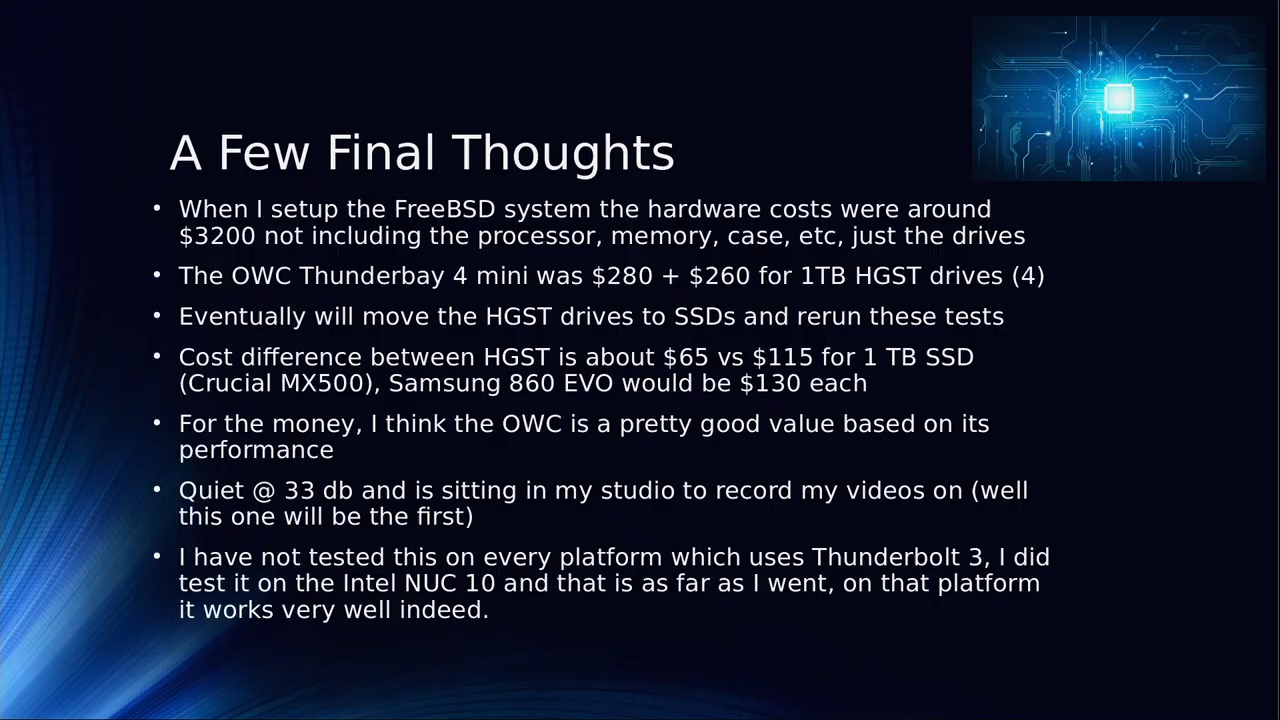 A Few Final Thoughts
• When I setup the FreeBSD system the hardware costs were around
$3200 not including the processor, memory, case, etc, just the drives
• The OWC Thunderbay 4 mini was $280 + $260 for 1TB HGST drives (4)
• Eventually will move the HGST drives to SSDs and rerun these tests
• Cost difference between HGST is about $65 vs $115 for 1 TB SSD
(Crucial MX500), Samsung 860 EVO would be $130 each
• For the money, I think the OWC is a pretty good value based on its
performance
• Quiet @ 33 db and is sitting in my studio to record my videos on (well
this one will be the first)
• I have not tested this on every platform which uses Thunderbolt 3, I did
test it on the Intel NUC 10 and that is as far as I went, on that platform
it works very well indeed.